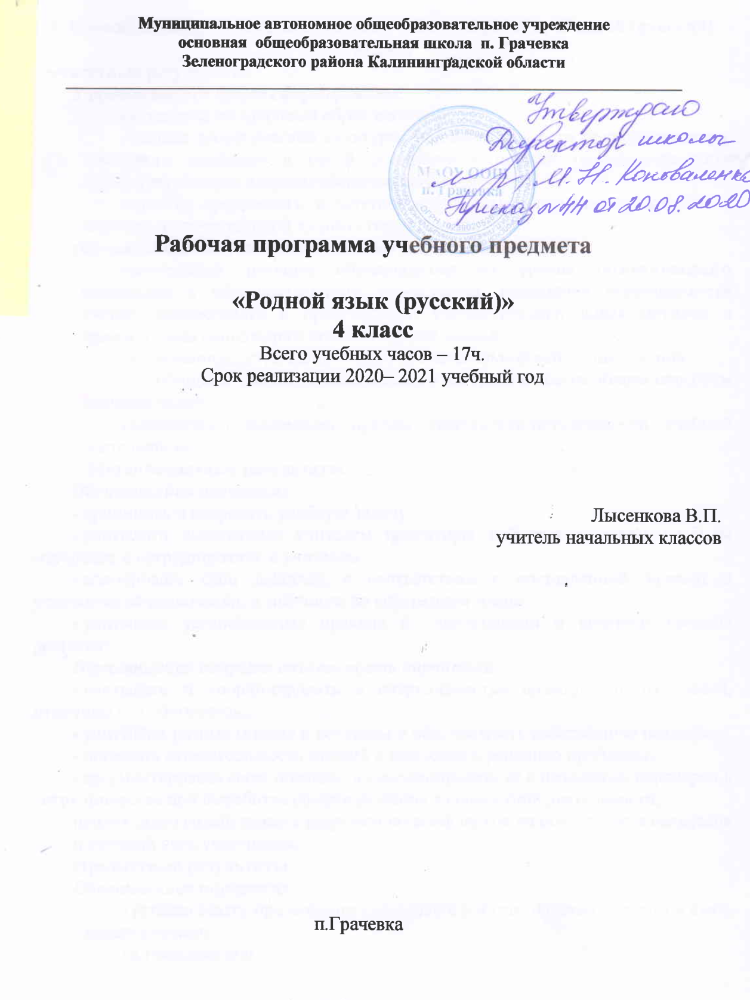 Муниципальное автономное общеобразовательное учреждение
основная общеобразовательная школа п. Грачевка
Зеленоградского района Калининградской области
Утверждаю
Директор школы
М.Н. Коноваленко
Приказ №44 от 20.08.2020
МАОУ ООШ
п. Грачевка
Рабочая программа учебного предмета
«Родной язык (русский)»
4 класс
Всего учебных часов – 17ч.
Срок реализации 2020– 2021 учебный год
Лысенкова В.П.
учитель начальных классов
п.Грачевка